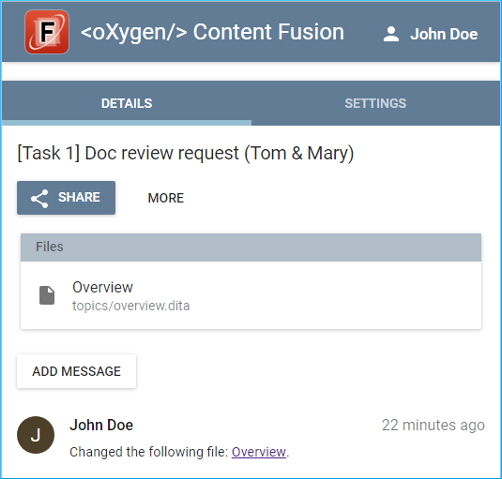 F <oXygen/> Content Fusion John Doe
DETAILS SETTINGS
[Task 1] Doc review request (Tom & Mary)
SHARE MORE
Files
Overview
topics/overview.dita
ADD MESSAGE
J John Doe 22 minutes ago
Changed the following file: Overview.